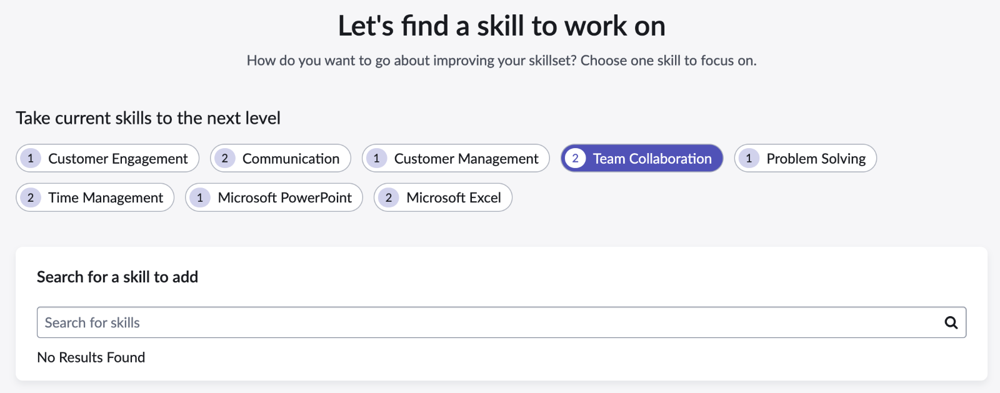 Let's find a skill to work on
How do you want to go about improving your skillset? Choose one skill to focus on.
Take current skills to the next level
1 Customer Engagement 2 Communication 1 Customer Management 2 Team Collaboration 1 Problem Solving
2 Time Management 1 Microsoft PowerPoint 2 Microsoft Excel
Search for a skill to add
Search for skills
No Results Found